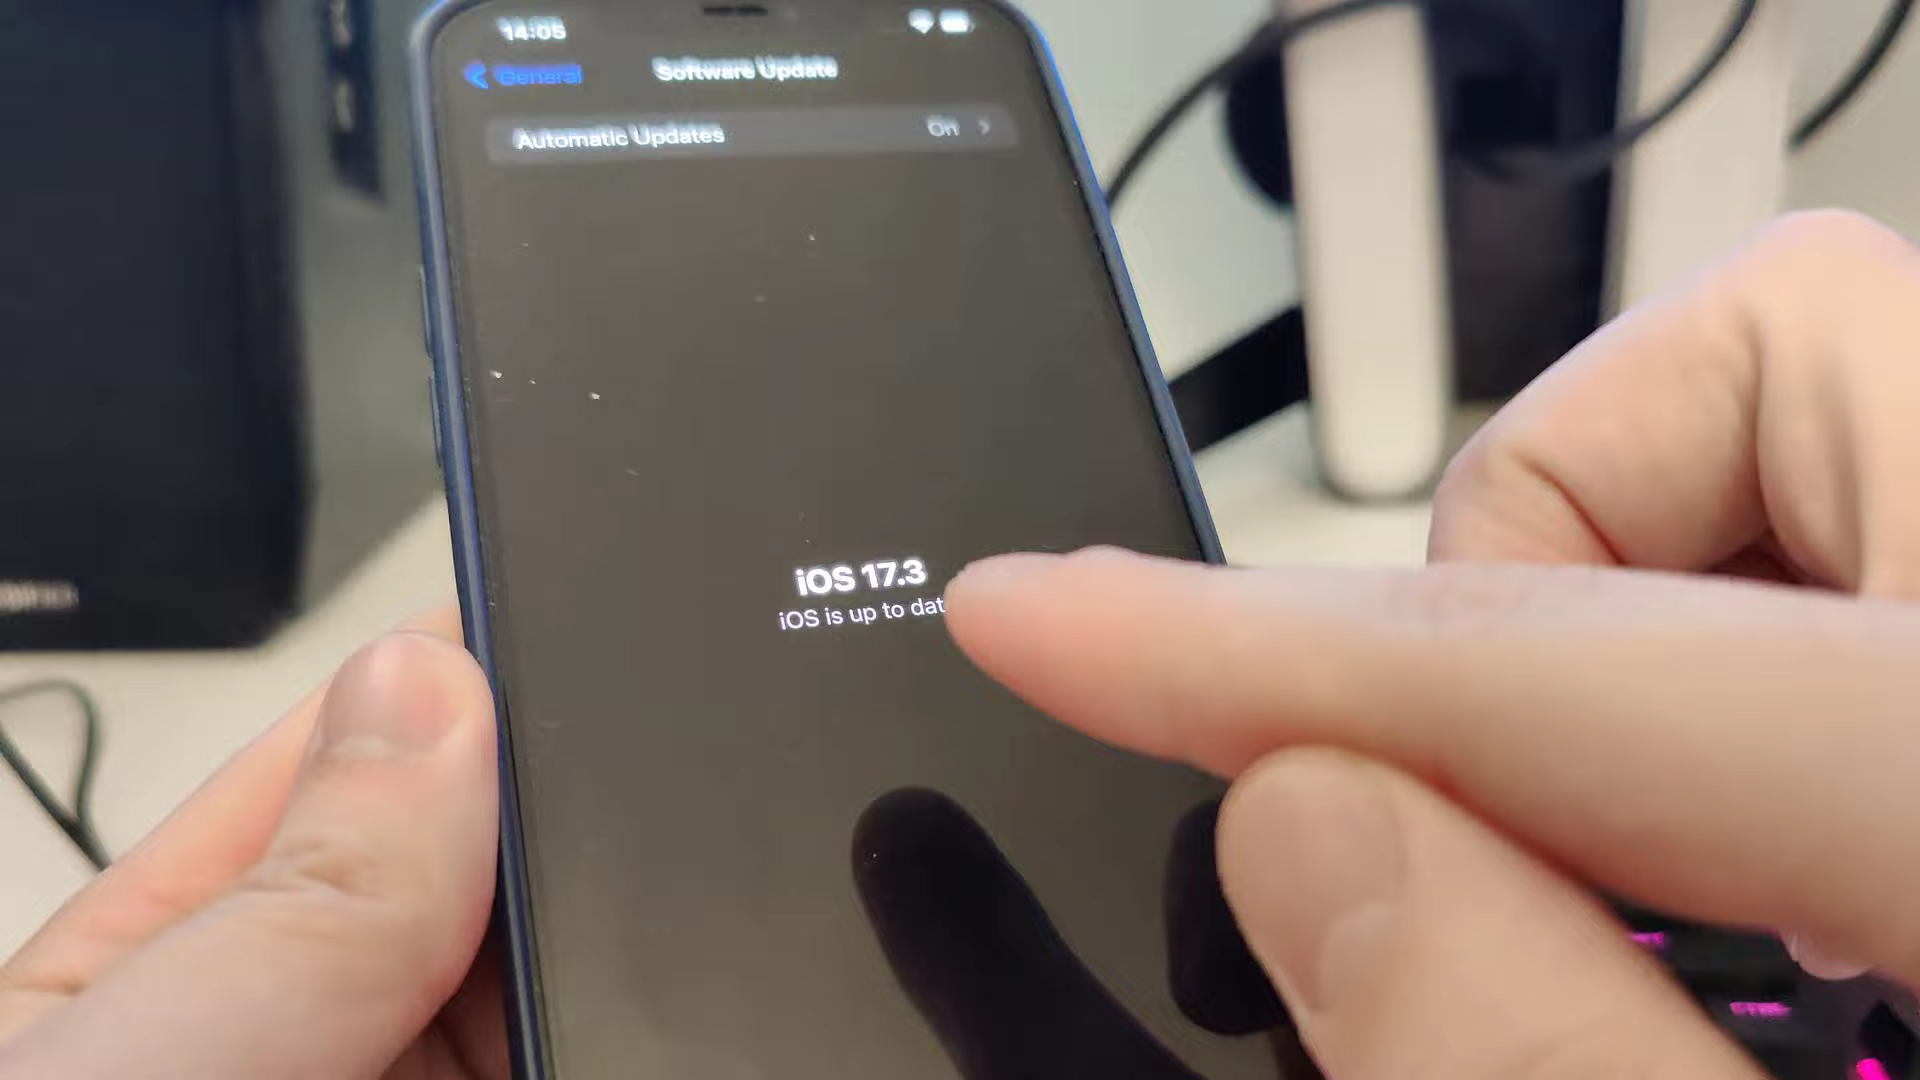 14:05
General
Software Update
Automatic Updates
On
iOS 17.3
iOS is up to dat